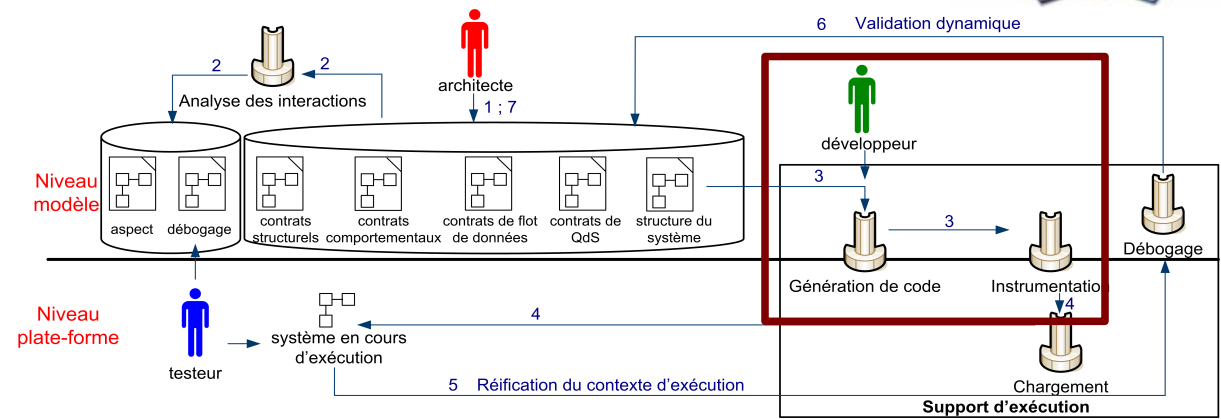 6 Validation dynamique
2
2
architecte
Analyse des interactions
1 ; 7
développeur
Niveau
modèle
3
aspect
débogage
contrats
structurels
contrats
comportementaux
contrats de flot
de données
contrats de
QdS
structure du
système
3
Débogage
Génération de code
Instrumentation
Niveau
plate-forme
4
4
système en cours
d'exécution
testeur
5 Réification du contexte d'exécution
Chargement
Support d'exécution